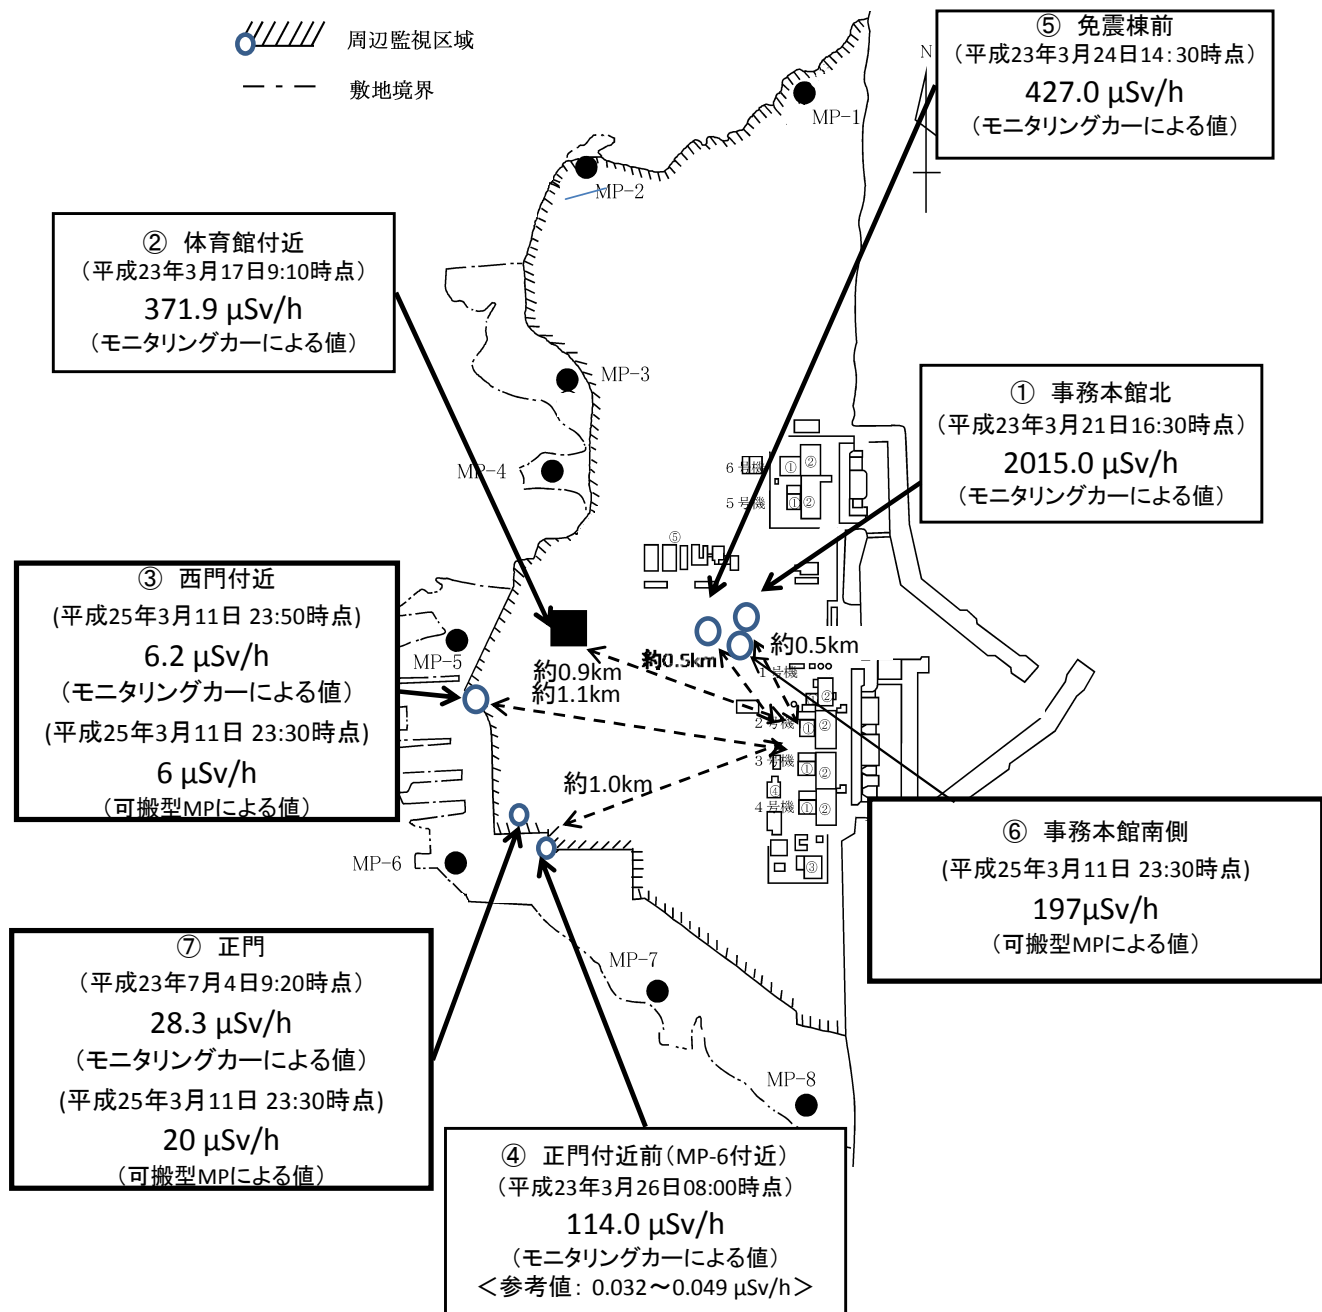 周辺監視区域
敷地境界
⑤ 免震棟前
（平成23年3月24日14:30時点）
427.0 μSv/h
（モニタリングカーによる値）
N
MP-1
MP-2
② 体育館付近
（平成23年3月17日9:10時点）
371.9 μSv/h
（モニタリングカーによる値）
MP-3
① 事務本館北
（平成23年3月21日16:30時点）
2015.0 μSv/h
（モニタリングカーによる値）
MP-4
6号機
① ②
5号機
① ②
⑤
③ 西門付近
(平成25年3月11日 23:50時点)
6.2 μSv/h
（モニタリングカーによる値）
(平成25年3月11日 23:30時点)
6 μSv/h
（可搬型MPによる値）
MP-5
約0.9km
約1.1km
約0.5km
約0.5km
1号機
②
2号機
① ②
3号機
① ②
約1.0km
④
4号機
① ②
③
MP-6
⑥ 事務本館南側
(平成25年3月11日 23:30時点)
197μSv/h
（可搬型MPによる値）
⑦ 正門
（平成23年7月4日9:20時点）
28.3 μSv/h
（モニタリングカーによる値）
(平成25年3月11日 23:30時点)
20 μSv/h
（可搬型MPによる値）
MP-7
MP-8
④ 正門付近前（MP-6付近）
（平成23年3月26日08:00時点）
114.0 μSv/h
（モニタリングカーによる値）
＜参考値: 0.032～0.049 μSv/h＞